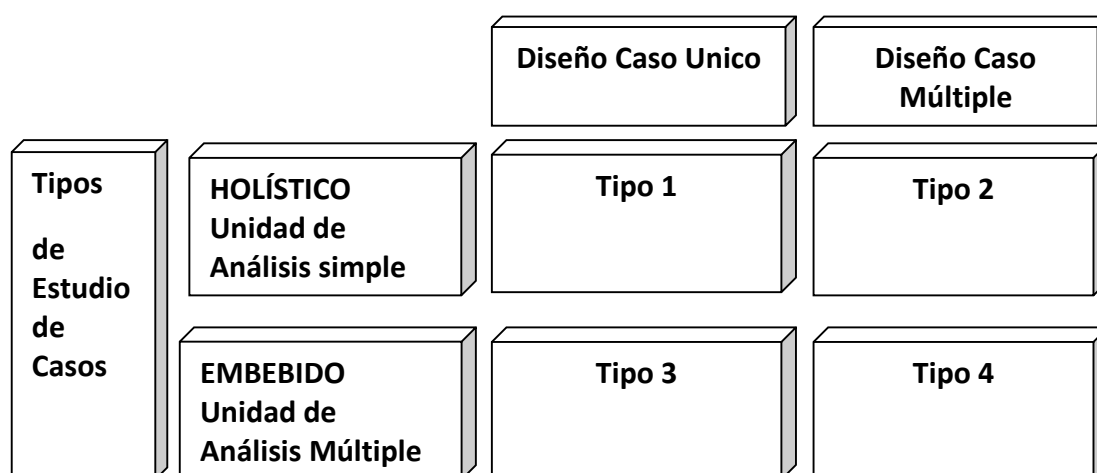 Diseño Caso Unico
Diseño Caso
Múltiple
Tipos
de
Estudio
de
Casos
HOLÍSTICO
Unidad de
Análisis simple
Tipo 1
Tipo 2
EMBEBIDO
Unidad de
Análisis Múltiple
Tipo 3
Tipo 4